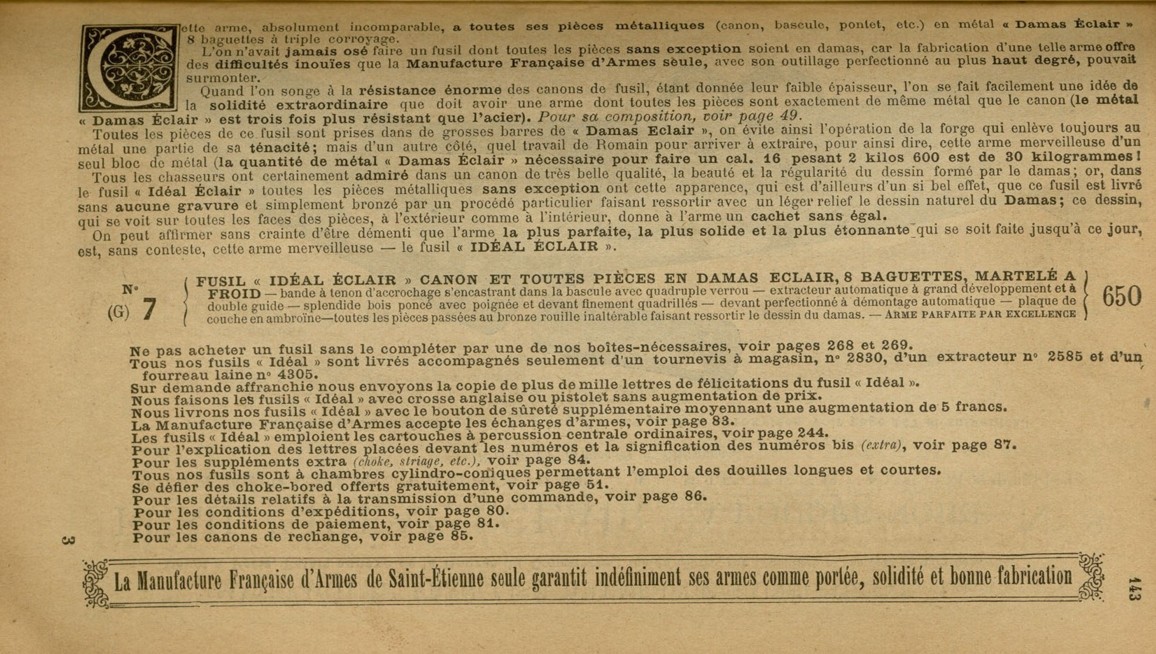 Cette arme, absolument incomparable, a toutes ses pièces métalliques (canon, bascule, pontet, etc.) en métal « Damas Éclair »
8 baguettes à triple corroyage.
L'on n'avait jamais osé faire un fusil dont toutes les pièces sans exception soient en damas, car la fabrication d'une telle arme offre
des difficultés inouïes que la Manufacture Française d'Armes sèule, avec son outillage perfectionné au plus haut degré, pouvait
surmonter.
Quand l'on songe à la résistance énorme des canons de fusil, étant donnée leur faible épaisseur, l'on se fait facilement une idée de
la solidité extraordinaire que doit avoir une arme dont toutes les pièces sont exactement de même métal que le canon (le métal
« Damas Éclair » est trois fois plus résistant que l'acier). Pour sa composition, voir page 49.
Toutes les pièces de ce fusil sont prises dans de grosses barres de « Damas Eclair », on évite ainsi l'opération de la forge qui enlève toujours au
métal une partie de sa ténacité; mais d'un autre côté, quel travail de Romain pour arriver à extraire, pour ainsi dire, cette arme merveilleuse d'un
seul bloc de métal (la quantité de métal « Damas Éclair » nécessaire pour faire un cal. 16 pesant 2 kilos 600 est de 30 kilogrammes!
Tous les chasseurs ont certainement admiré dans un canon de très belle qualité, la beauté et la régularité du dessin formé par le damas; or, dans
le fusil « Idéal Éclair » toutes les pièces métalliques sans exception ont cette apparence, qui est d'ailleurs d'un si bel effet, que ce fusil est livré
sans aucune gravure et simplement bronzé par un procédé particulier faisant ressortir avec un léger relief le dessin naturel du Damas; ce dessin,
qui se voit sur toutes les faces des pièces, à l'extérieur comme à l'intérieur, donne à l'arme un cachet sans égal.
On peut affirmer sans crainte d'être démenti que l'arme la plus parfaite, la plus solide et la plus étonnante qui se soit faite jusqu'à ce jour,
est, sans conteste, cette arme merveilleuse — le fusil « IDÉAL ÉCLAIR ».
N°
(G) 7
FUSIL « IDÉAL ÉCLAIR » CANON ET TOUTES PIÈCES EN DAMAS ECLAIR, 8 BAGUETTES, MARTELÉ A
FROID — bande à tenon d'accrochage s'encastrant dans la bascule avec quadruple verrou — extracteur automatique à grand développement et à
double guide — splendide bois poncé avec poignée et devant finement quadrillés — devant perfectionné à démontage automatique — plaque de
couche en ambroïne—toutes les pièces passées au bronze rouille inaltérable faisant ressortir le dessin du damas. — ARME PARFAITE PAR EXCELLENCE
650
Ne pas acheter un fusil sans le compléter par une de nos boîtes-nécessaires, voir pages 268 et 269.
Tous nos fusils « Idéal » sont livrés accompagnés seulement d'un tournevis à magasin, n° 2830, d'un extracteur n° 2585 et d'un
fourreau laine n° 4305.
Sur demande affranchie nous envoyons la copie de plus de mille lettres de félicitations du fusil « Idéal ».
Nous faisons les fusils « Idéal » avec crosse anglaise ou pistolet sans augmentation de prix.
Nous livrons nos fusils « Idéal » avec le bouton de sûreté supplémentaire moyennant une augmentation de 5 francs.
La Manufacture Française d'Armes accepte les échanges d'armes, voir page 83.
Les fusils « Idéal » emploient les cartouches à percussion centrale ordinaires, voir page 244.
Pour l'explication des lettres placées devant les numéros et la signification des numéros bis (extra), voir page 87.
Pour les suppléments extra (choke, striage, etc.), voir page 84.
Tous nos fusils sont à chambres cylindro-coniques permettant l'emploi des douilles longues et courtes.
Se défier des choke-bored offerts gratuitement, voir page 51.
Pour les détails relatifs à la transmission d'une commande, voir page 86.
Pour les conditions d'expéditions, voir page 80.
Pour les conditions de paiement, voir page 81.
Pour les canons de rechange, voir page 85.
3
La Manufacture Française d'Armes de Saint-Étienne seule garantit indéfiniment ses armes comme portée, solidité et bonne fabrication
143